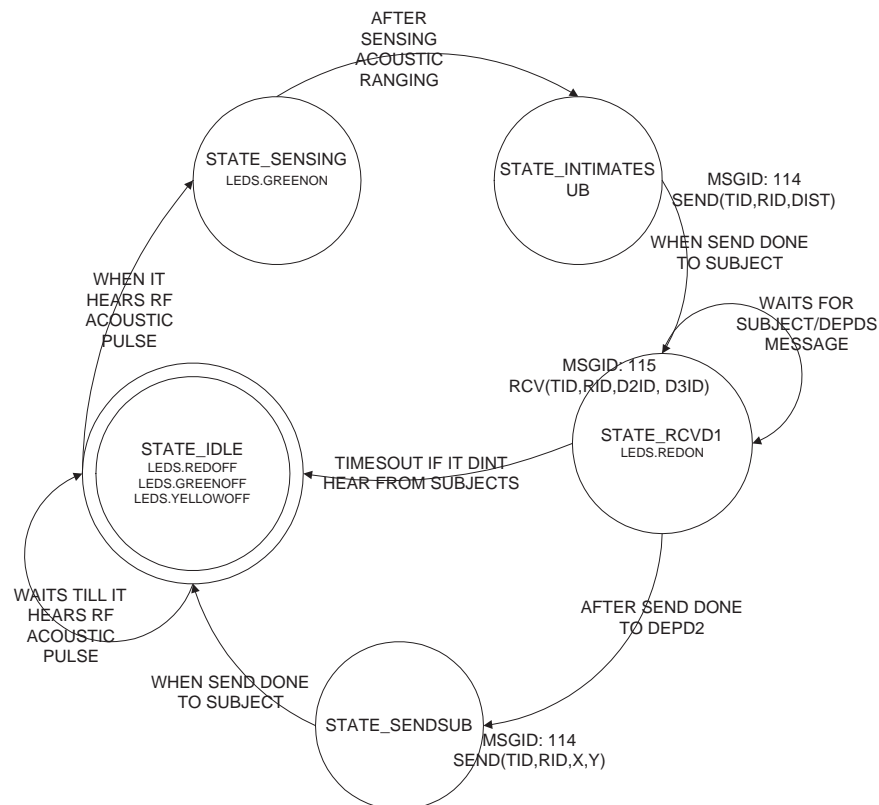 AFTER
SENSING
ACOUSTIC
RANGING
STATE_SENSING
LEDS.GREENON
STATE_INTIMATES
UB
MSGID: 114
SEND(TID,RID,DIST)
WHEN SEND DONE
TO SUBJECT
WHEN IT
HEARS RF
ACOUSTIC
PULSE
WAITS FOR
SUBJECT/DEPDS
MESSAGE
MSGID: 115
RCV(TID,RID,D2ID, D3ID)
STATE_RCVD1
LEDS.REDON
STATE_IDLE
LEDS.REDOFF
LEDS.GREENOFF
LEDS.YELLOWOFF
TIMESOUT IF IT DINT
HEAR FROM SUBJECTS
WAITS TILL IT
HEARS RF
ACOUSTIC
PULSE
AFTER SEND DONE
TO DEPD2
WHEN SEND DONE
TO SUBJECT
STATE_SENDSUB
MSGID: 114
SEND(TID,RID,X,Y)